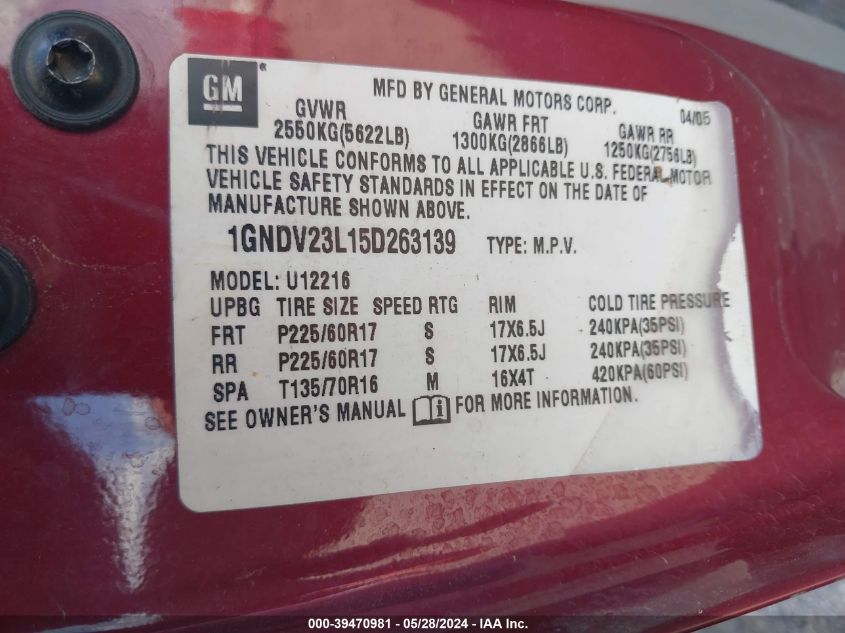 GM MFD BY GENERAL MOTORS CORP. 04/05
GVWR GAWR FRT GAWR RR
2550KG(5622LB) 1300KG(2866LB) 1250KG(2756LB)
THIS VEHICLE CONFORMS TO ALL APPLICABLE U.S. FEDERAL MOTOR
VEHICLE SAFETY STANDARDS IN EFFECT ON THE DATE OF
MANUFACTURE SHOWN ABOVE.
1GNDV23L15D263139 TYPE: M.P.V.
MODEL: U12216
UPBG TIRE SIZE SPEED RTG RIM COLD TIRE PRESSURE
FRT P225/60R17 S 17X6.5J 240KPA(35PSI)
RR P225/60R17 S 17X6.5J 240KPA(35PSI)
SPA T135/70R16 M 16X4T 420KPA(60PSI)
SEE OWNER'S MANUAL i FOR MORE INFORMATION.
000-39470981 - 05/28/2024 - IAA Inc.